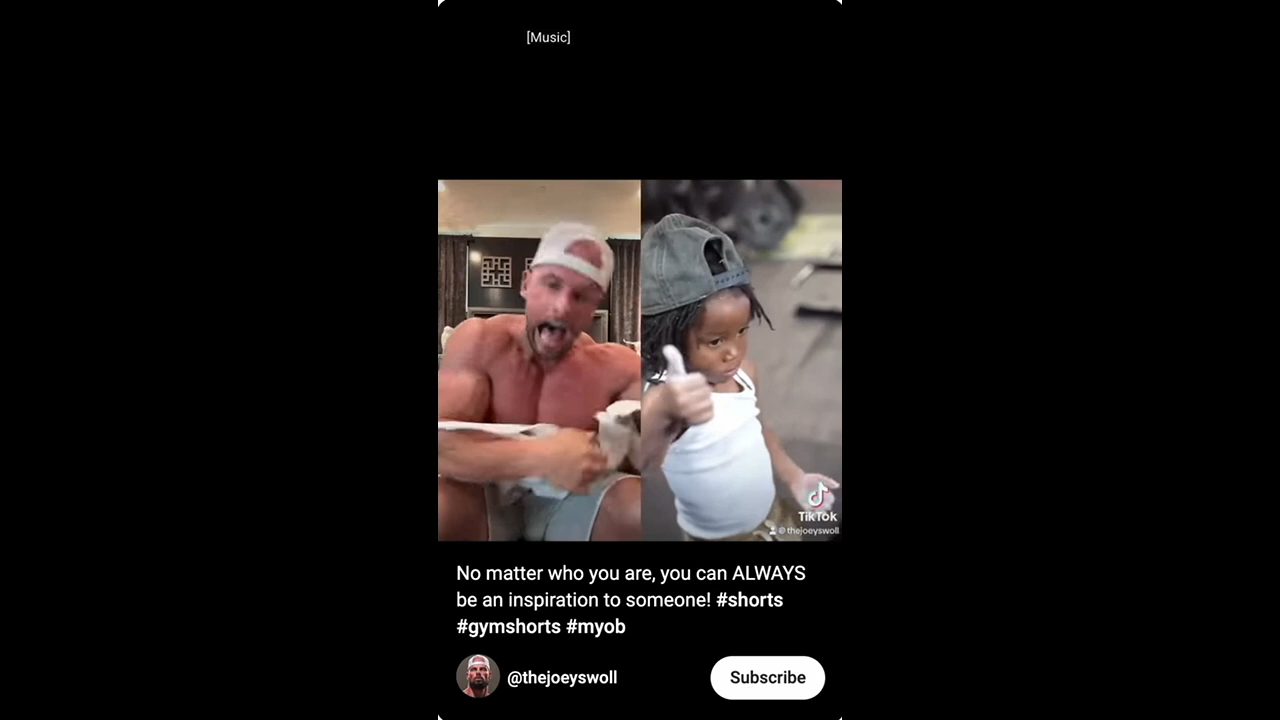 [Music]
TikTok
@thejoeyswoll
No matter who you are, you can ALWAYS
be an inspiration to someone! #shorts
#gymshorts #myob
@thejoeyswoll
Subscribe